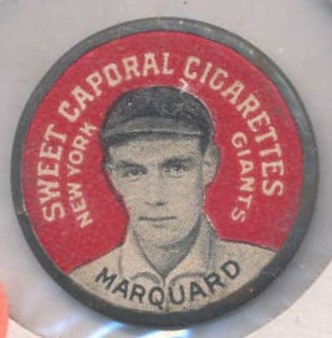 SWEET CAPORAL CIGARETTES
NEW YORK
GIANTS
MARQUARD